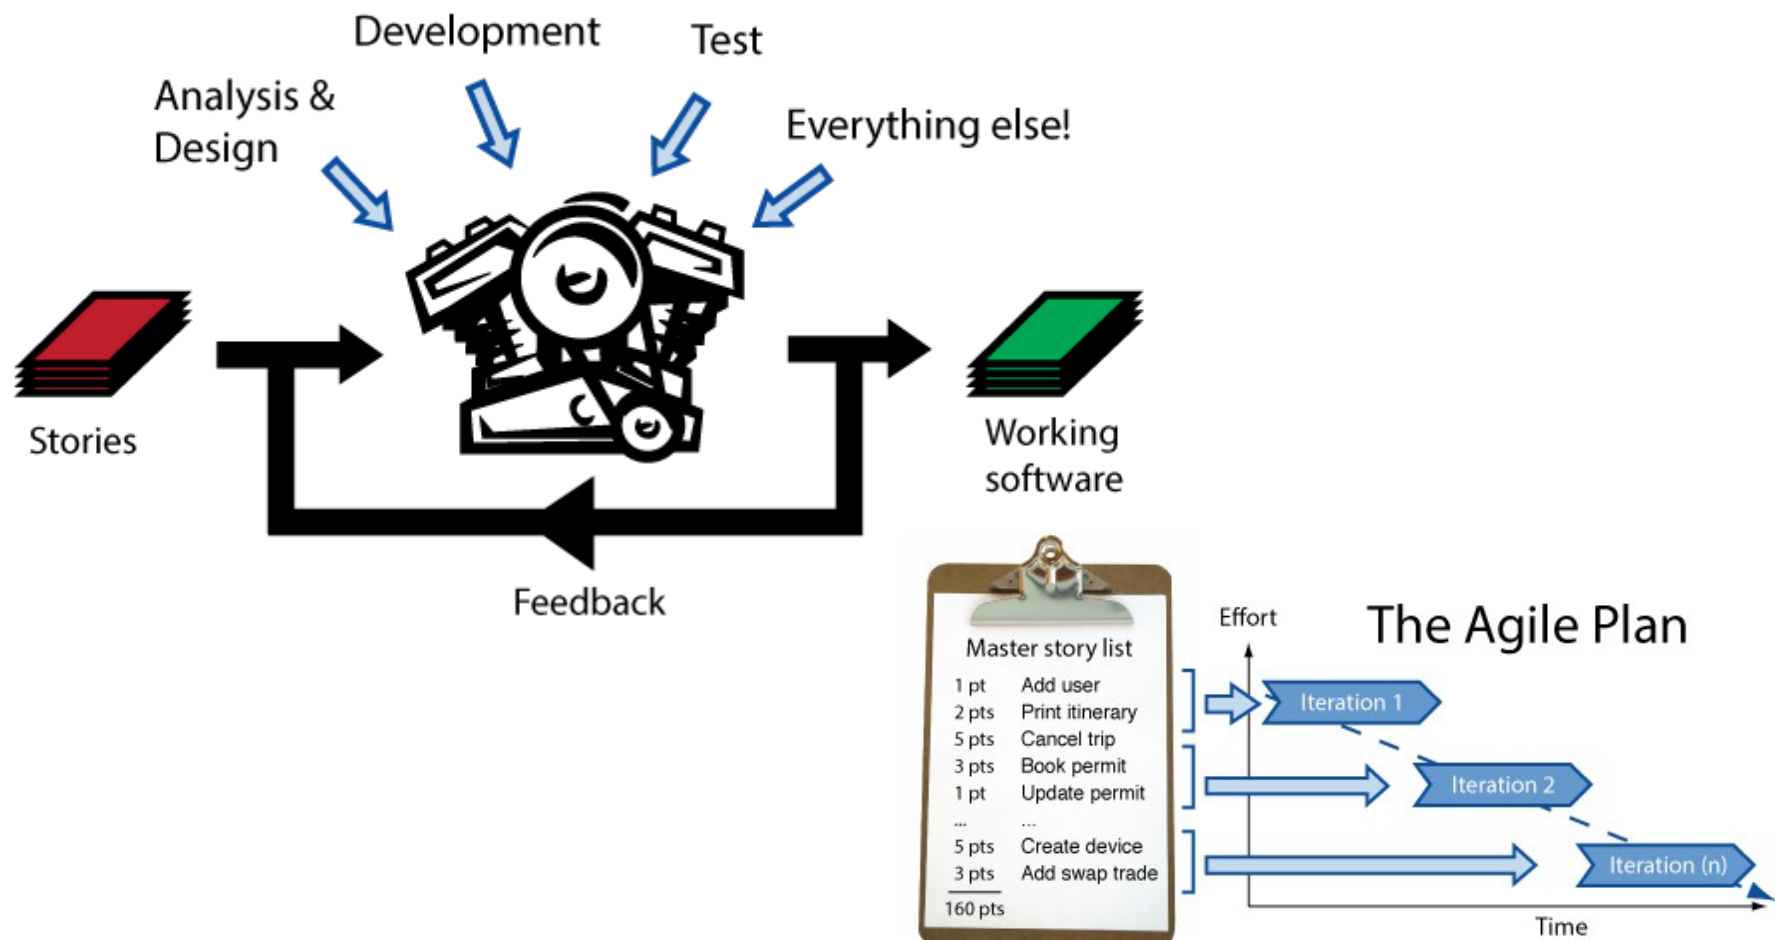 Development
Test
Analysis &
Design
Everything else!
Stories
Working
software
Feedback
The Agile Plan
Effort
Master story list
1 pt Add user
2 pts Print itinerary
5 pts Cancel trip
3 pts Book permit
1 pt Update permit
... ...
5 pts Create device
3 pts Add swap trade
160 pts
Iteration 1
Iteration 2
Iteration (n)
Time